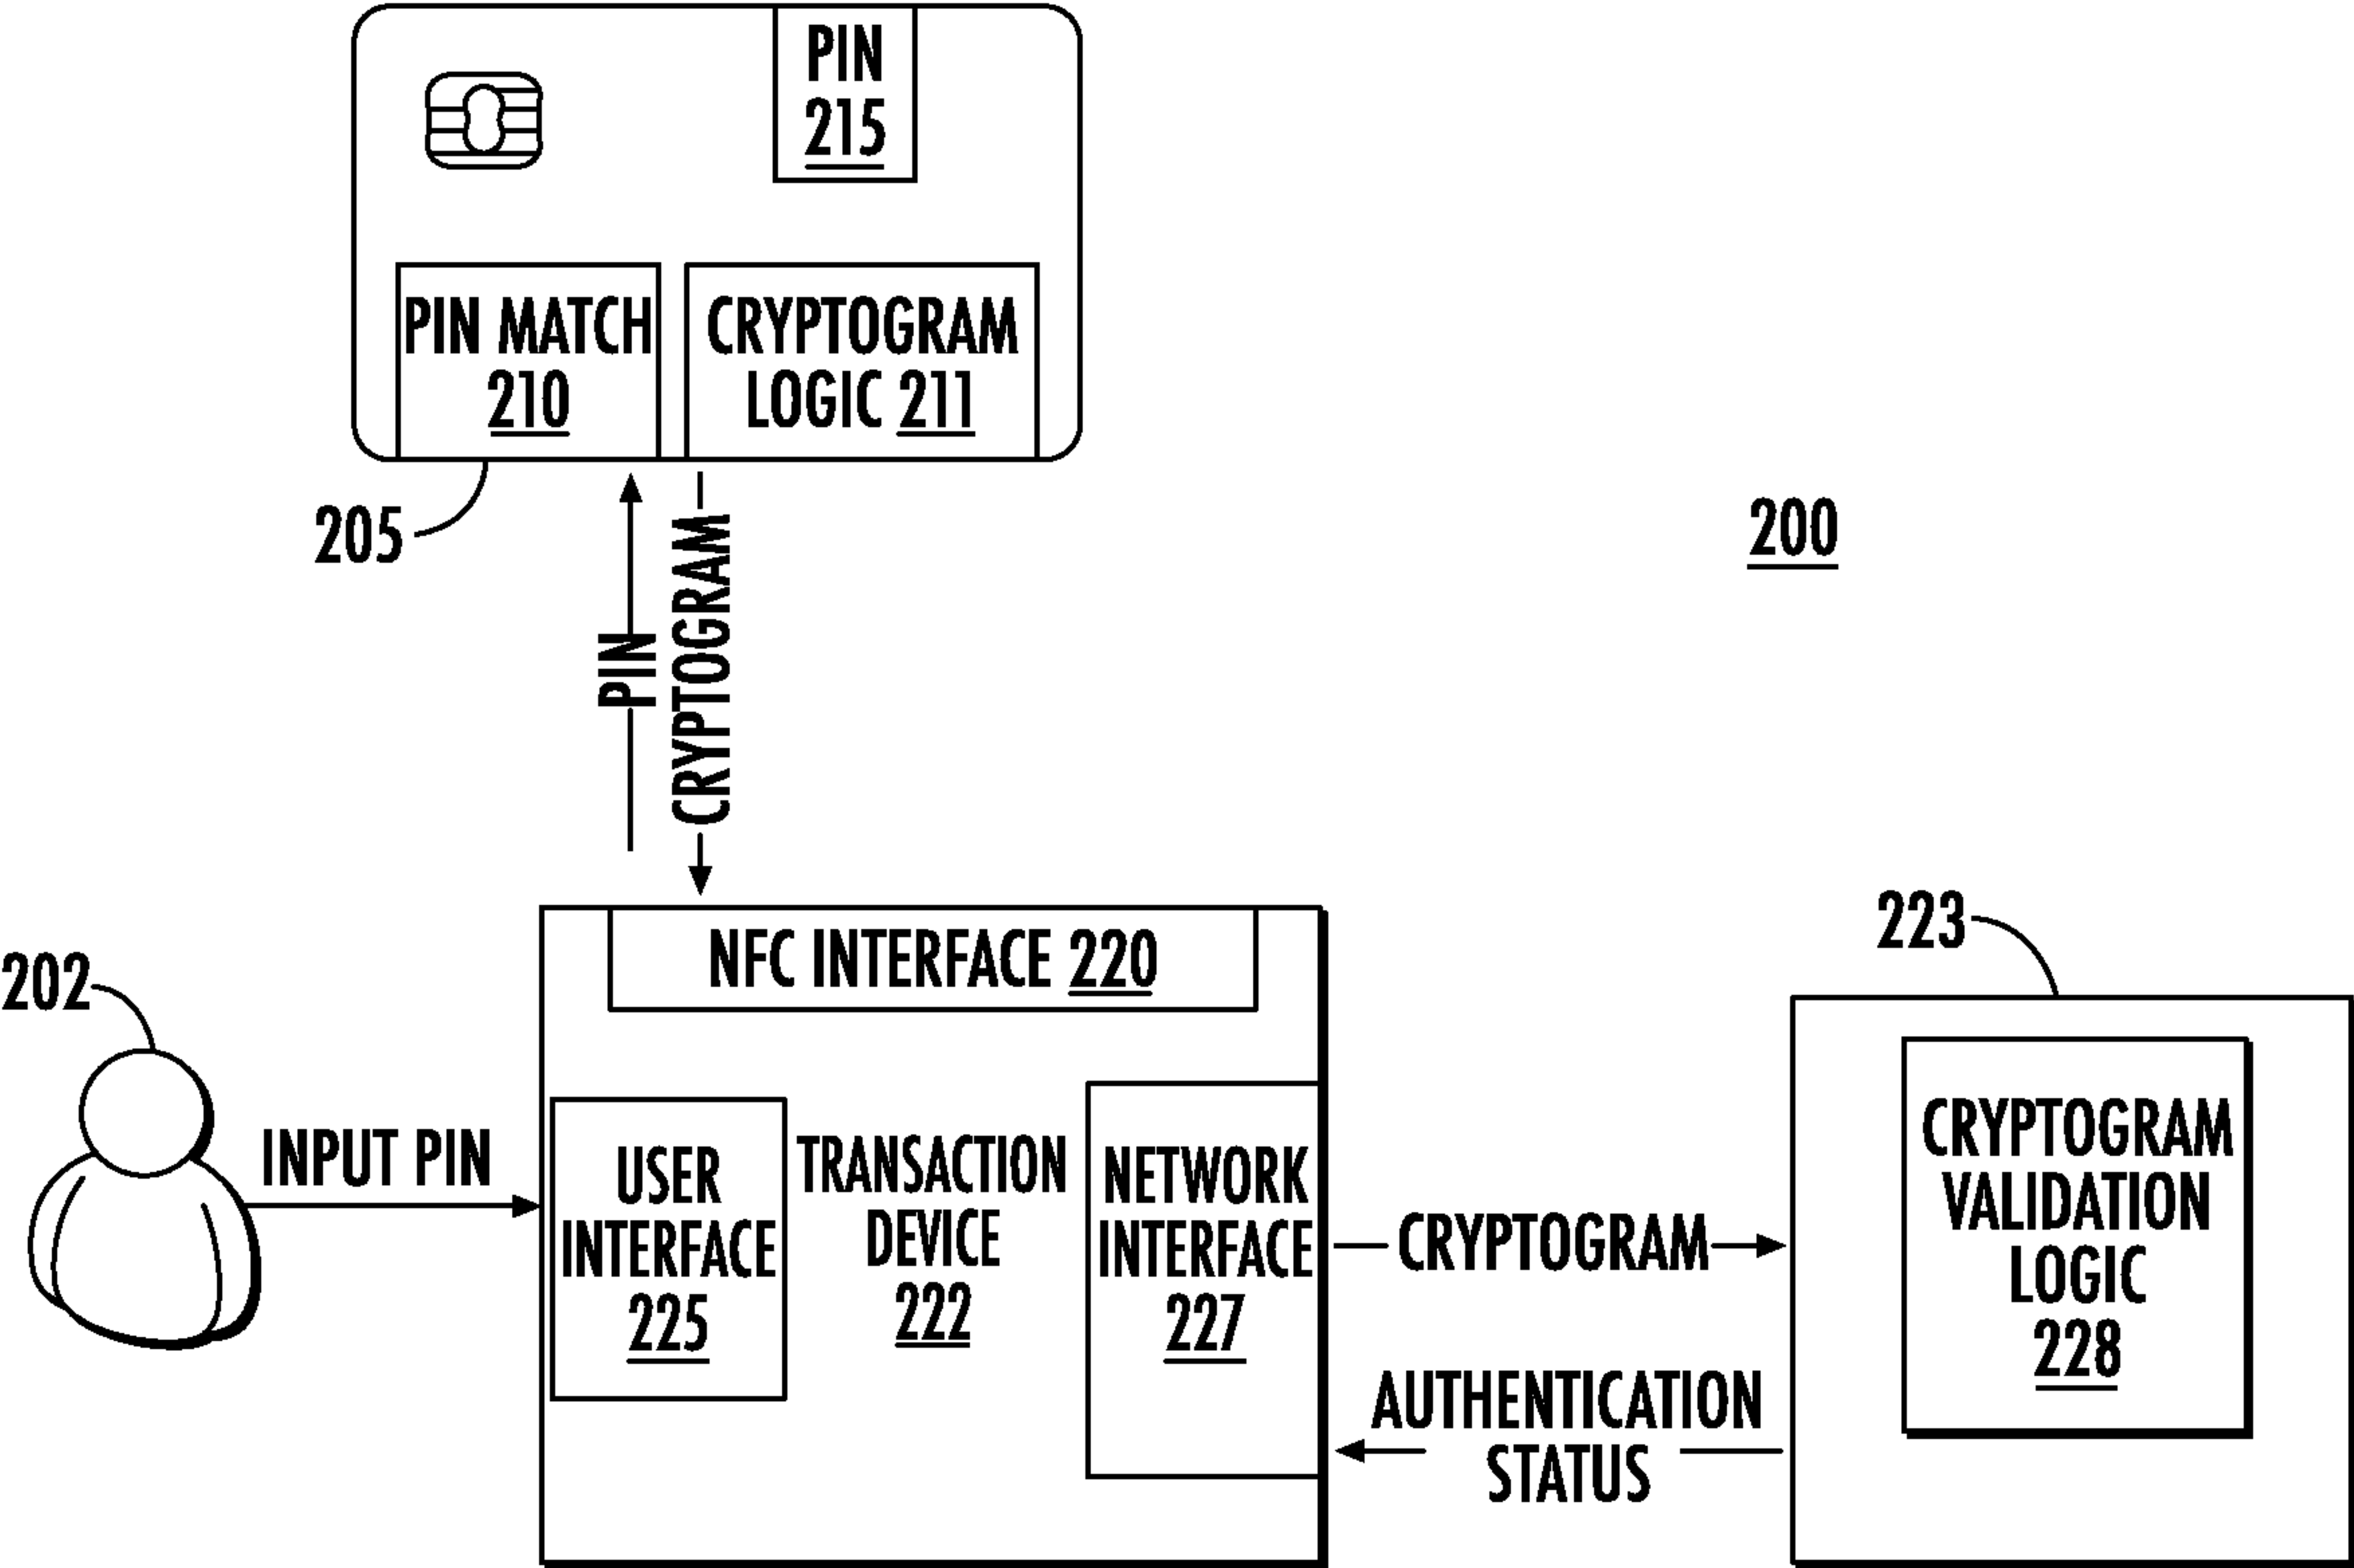 PIN
215
PIN MATCH
210
CRYPTOGRAM
LOGIC 211
205
200
PIN
CRYPTOGRAM
223
202
NFC INTERFACE 220
INPUT PIN
USER
INTERFACE
225
TRANSACTION
DEVICE
222
NETWORK
INTERFACE
227
CRYPTOGRAM
AUTHENTICATION
STATUS
CRYPTOGRAM
VALIDATION
LOGIC
228